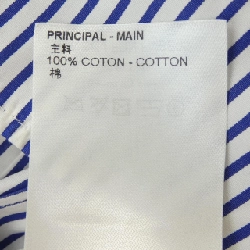 PRINCIPAL - MAIN
主料
100% COTON - COTTON
棉